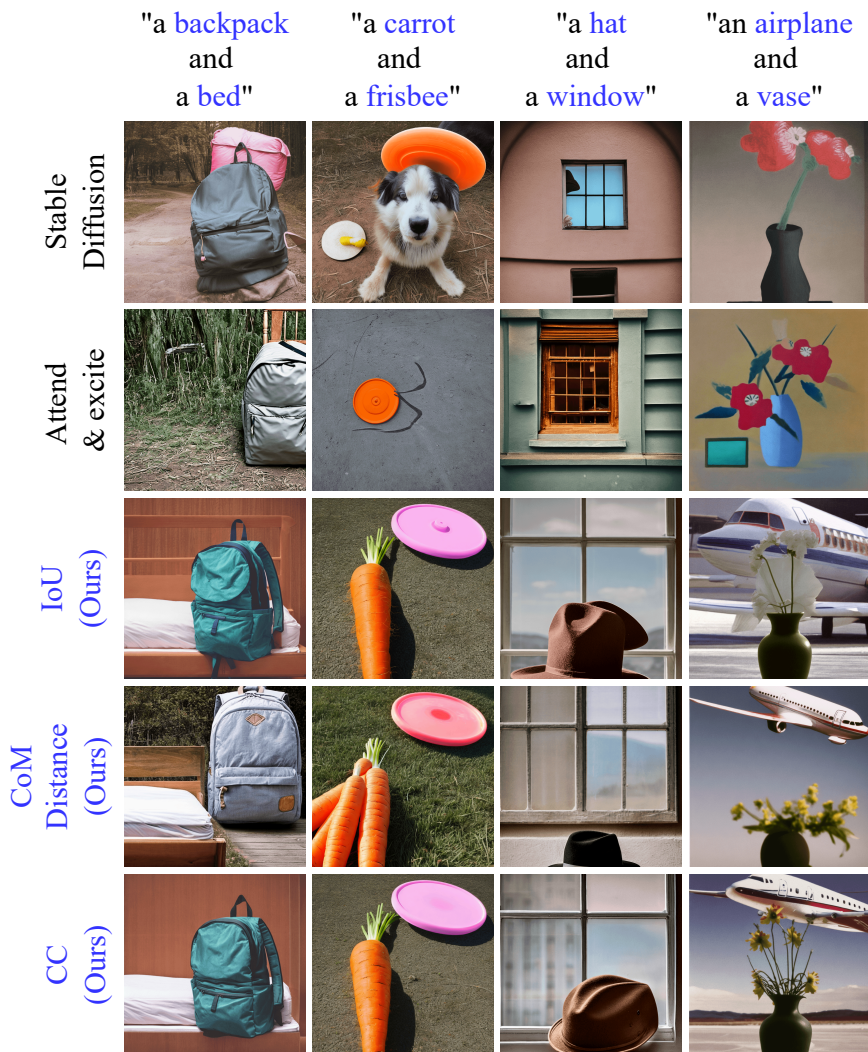 "a backpack
and
a bed"
"a carrot
and
a frisbee"
"a hat
and
a window"
"an airplane
and
a vase"
Stable
Diffusion
Attend
& excite
IoU
(Ours)
CoM
Distance
(Ours)
CC
(Ours)